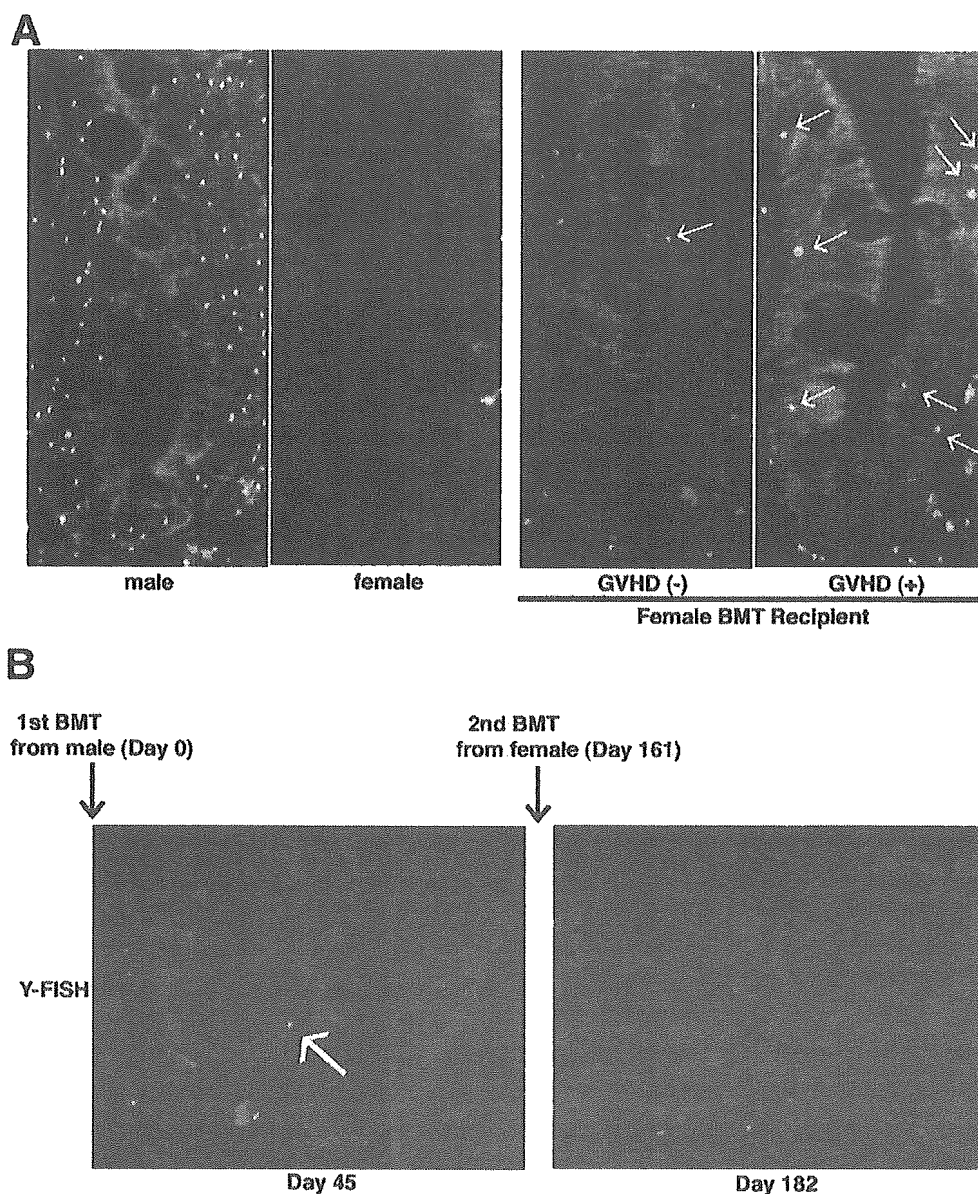 A
male
female
GVHD (-)
GVHD (+)
Female BMT Recipient
B
1st BMT
from male (Day 0)
2nd BMT
from female (Day 161)
Y-FISH
Day 45
Day 182